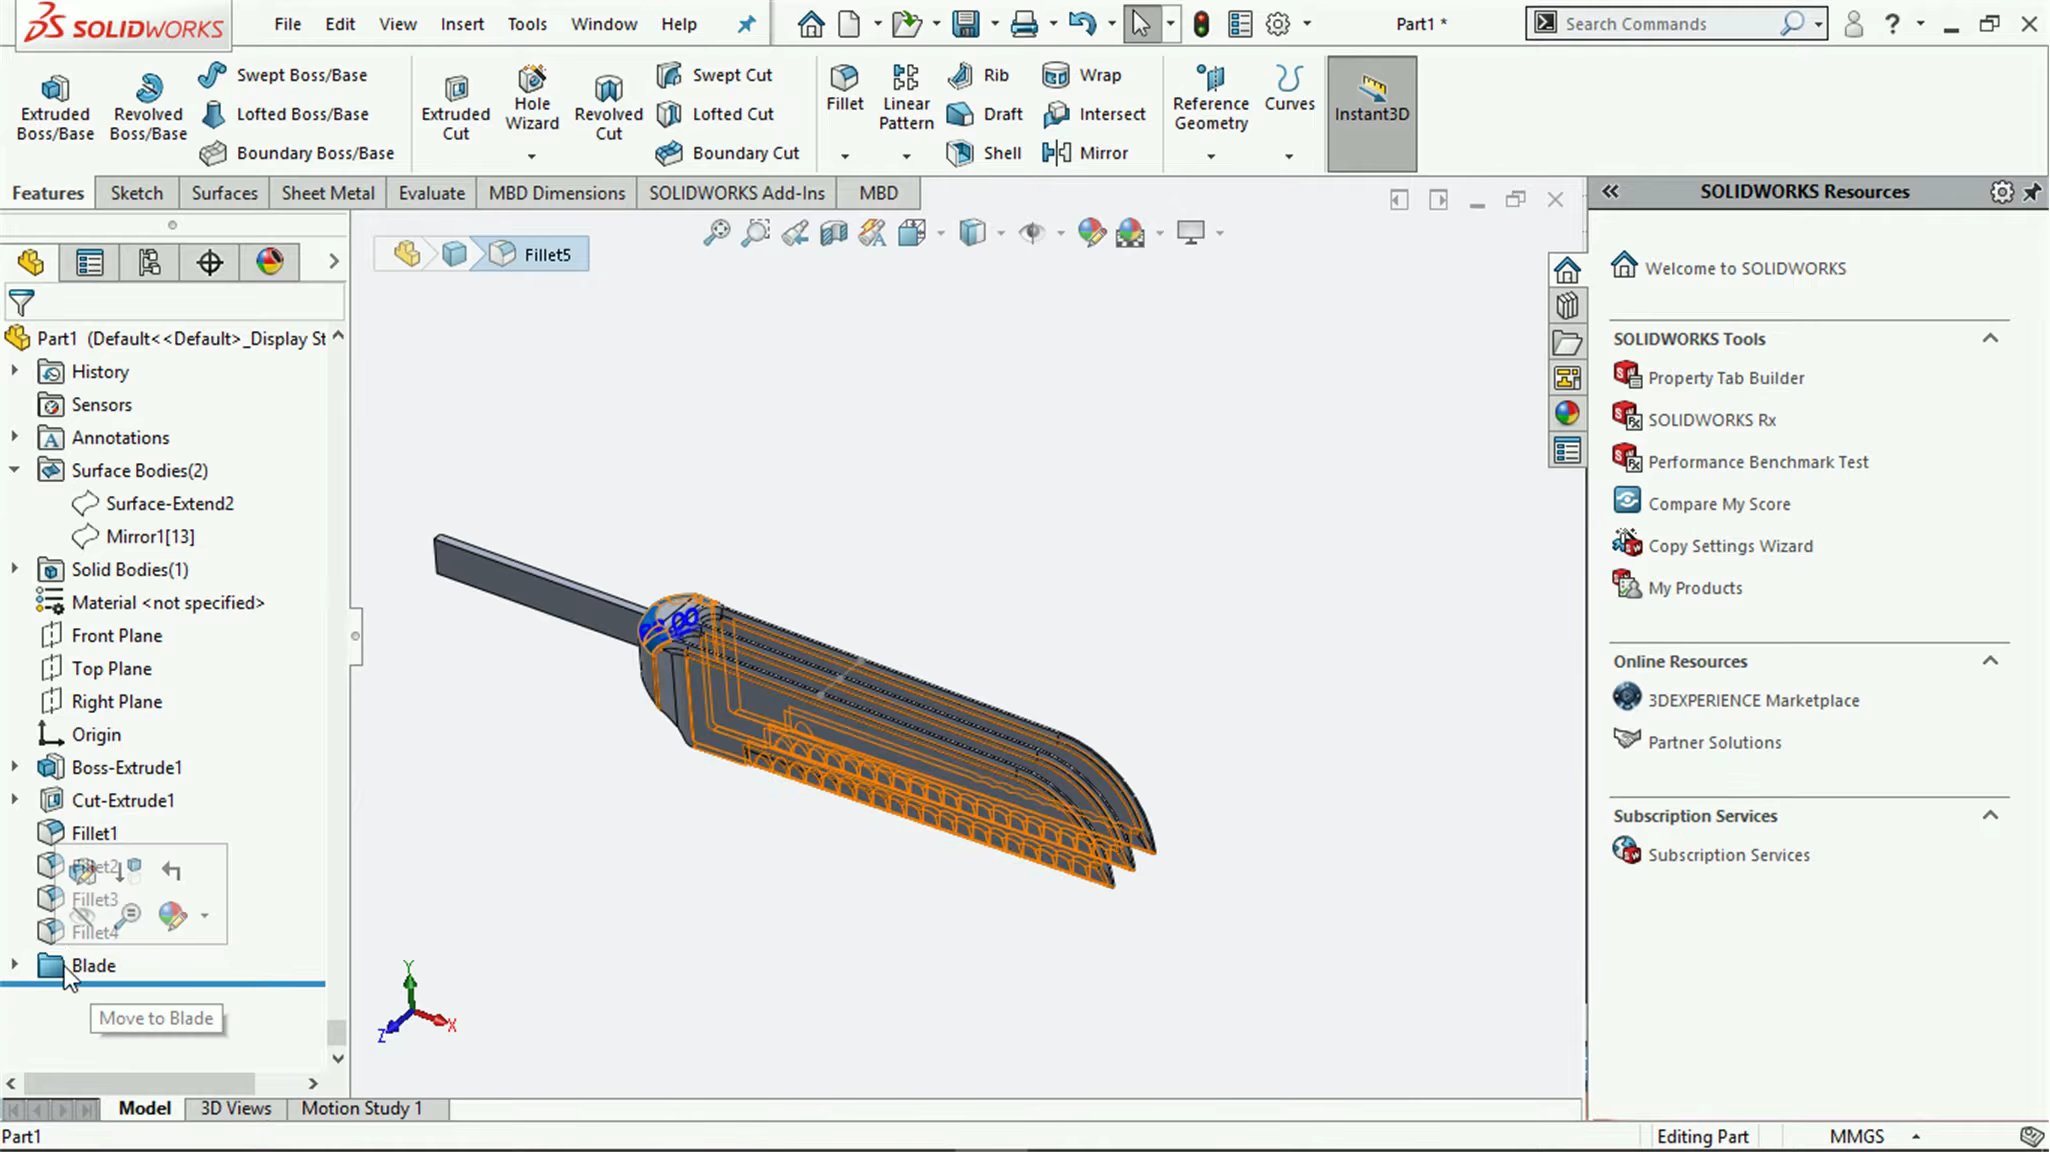 SOLIDWORKS
File Edit View Insert Tools Window Help
Part1 *
Search Commands
Extruded Boss/Base
Revolved Boss/Base
Swept Boss/Base
Lofted Boss/Base
Boundary Boss/Base
Extruded Cut
Hole Wizard
Revolved Cut
Swept Cut
Lofted Cut
Boundary Cut
Fillet
Linear Pattern
Rib
Draft
Shell
Wrap
Intersect
Mirror
Reference Geometry
Curves
Instant3D
Features Sketch Surfaces Sheet Metal Evaluate MBD Dimensions SOLIDWORKS Add-Ins MBD
Fillet5
Part1 (Default<<Default>_Display St
History
Sensors
Annotations
Surface Bodies(2)
Surface-Extend2
Mirror1[13]
Solid Bodies(1)
Material <not specified>
Front Plane
Top Plane
Right Plane
Origin
Boss-Extrude1
Cut-Extrude1
Fillet1
Fillet2
Fillet3
Fillet4
Blade
Move to Blade
Y
X
Z
SOLIDWORKS Resources
Welcome to SOLIDWORKS
SOLIDWORKS Tools
Property Tab Builder
SOLIDWORKS Rx
Performance Benchmark Test
Compare My Score
Copy Settings Wizard
My Products
Online Resources
3DEXPERIENCE Marketplace
Partner Solutions
Subscription Services
Subscription Services
Model 3D Views Motion Study 1
Part1
Editing Part
MMGS